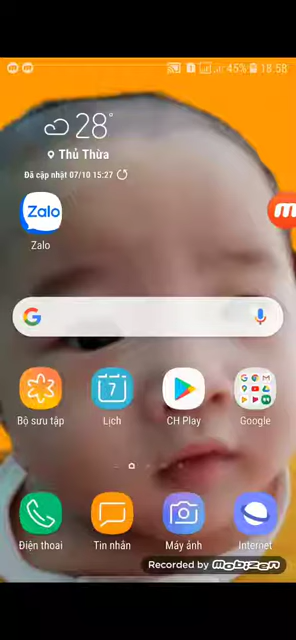 45% 18:58
28°
Thủ Thừa
Đã cập nhật 07/10 15:27
Zalo
Zalo
G
7
Bộ sưu tập
Lịch
CH Play
Google
Điện thoại
Tin nhắn
Máy ảnh
Internet
Recorded by mobizen